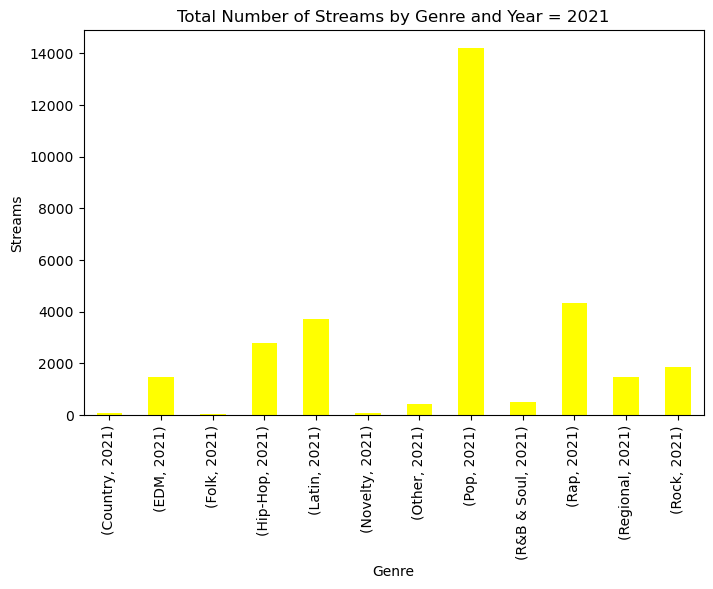 Total Number of Streams by Genre and Year = 2021
Streams
14000
12000
10000
8000
6000
4000
2000
0
(Country, 2021)
(EDM, 2021)
(Folk, 2021)
(Hip-Hop, 2021)
(Latin, 2021)
(Novelty, 2021)
(Other, 2021)
(Pop, 2021)
(R&B & Soul, 2021)
(Rap, 2021)
(Regional, 2021)
(Rock, 2021)
Genre